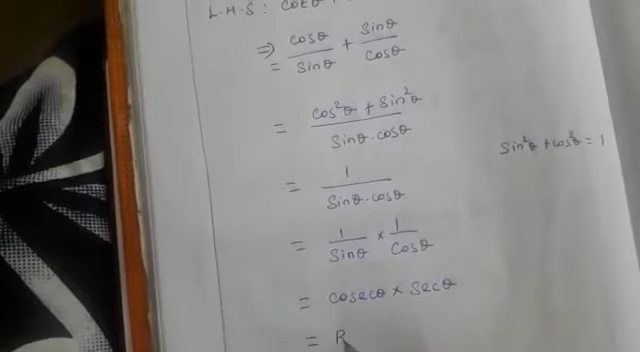 L.H.S : cotθ
⇒ = cosθ/sinθ + sinθ/cosθ
= cos²θ + sin²θ / sinθ·cosθ
sin²θ + cos²θ = 1
= 1 / sinθ·cosθ
= 1/sinθ × 1/cosθ
= cosecθ × secθ
= R